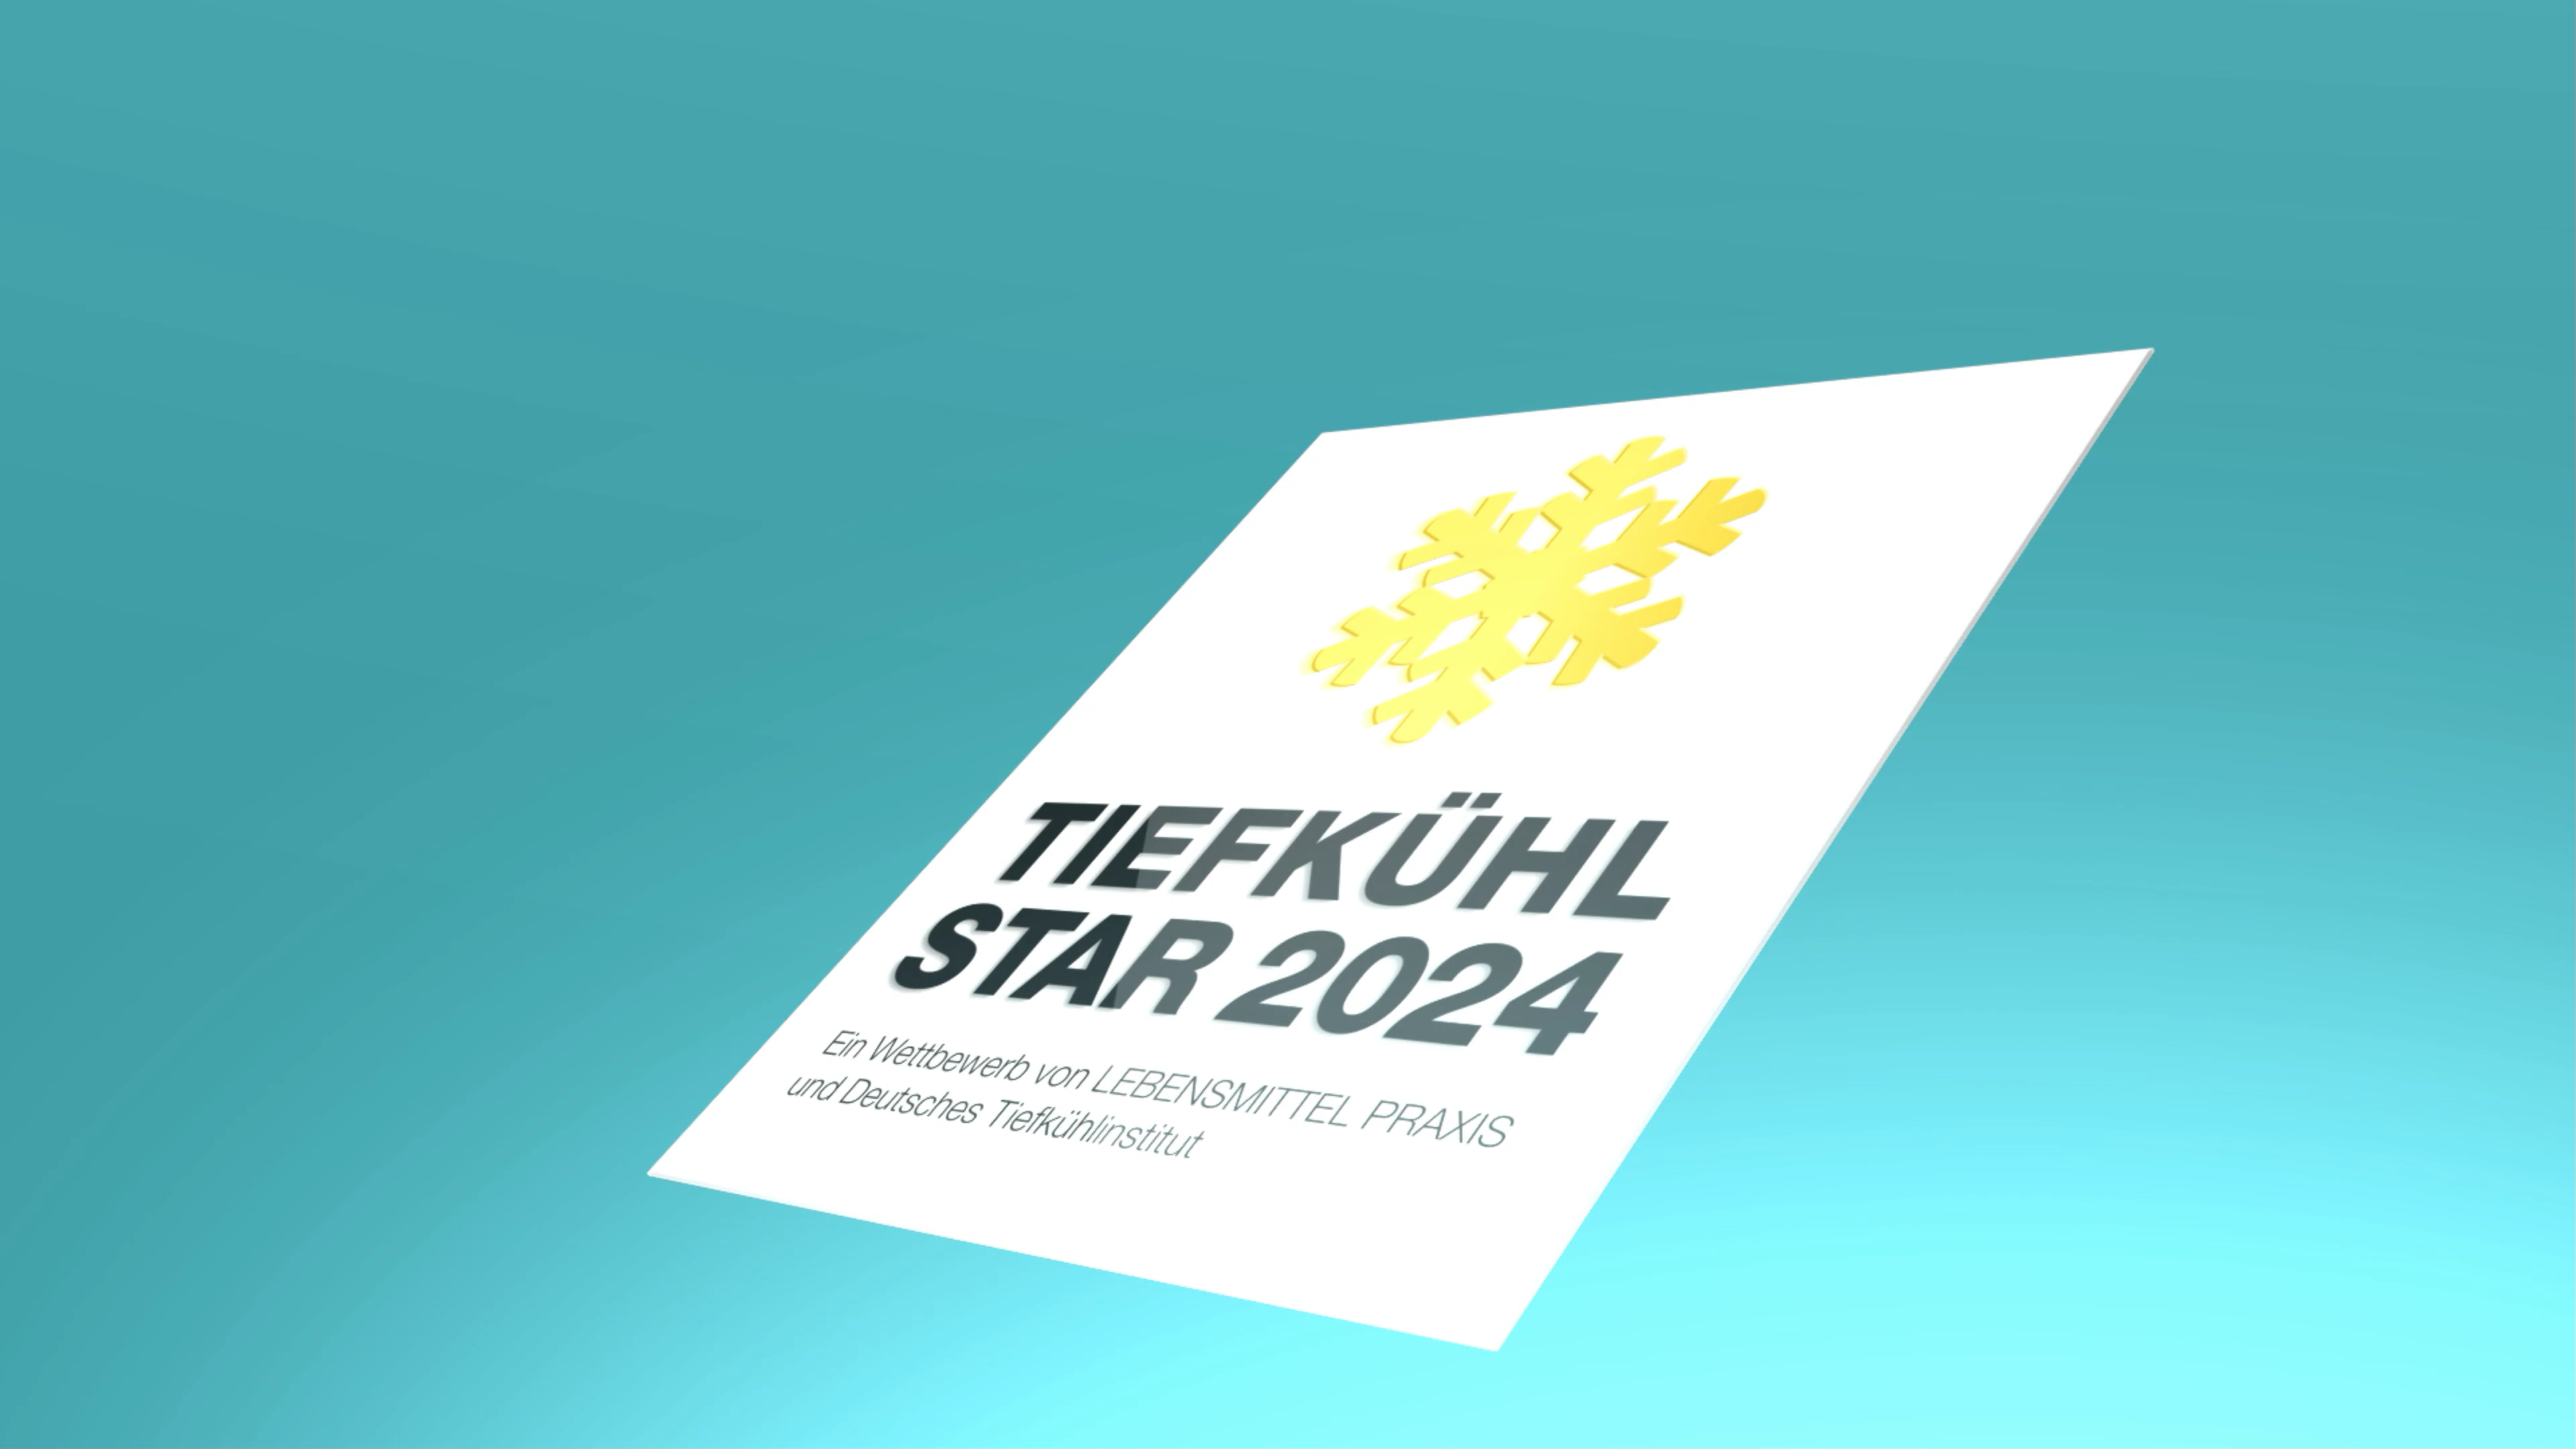 TIEFKÜHL
STAR 2024
Ein Wettbewerb von LEBENSMITTEL PRAXIS
und Deutsches Tiefkühlinstitut